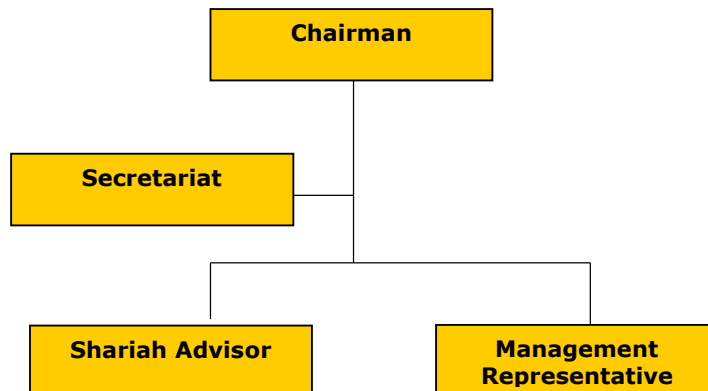 Chairman
Secretariat
Shariah Advisor
Management
Representative